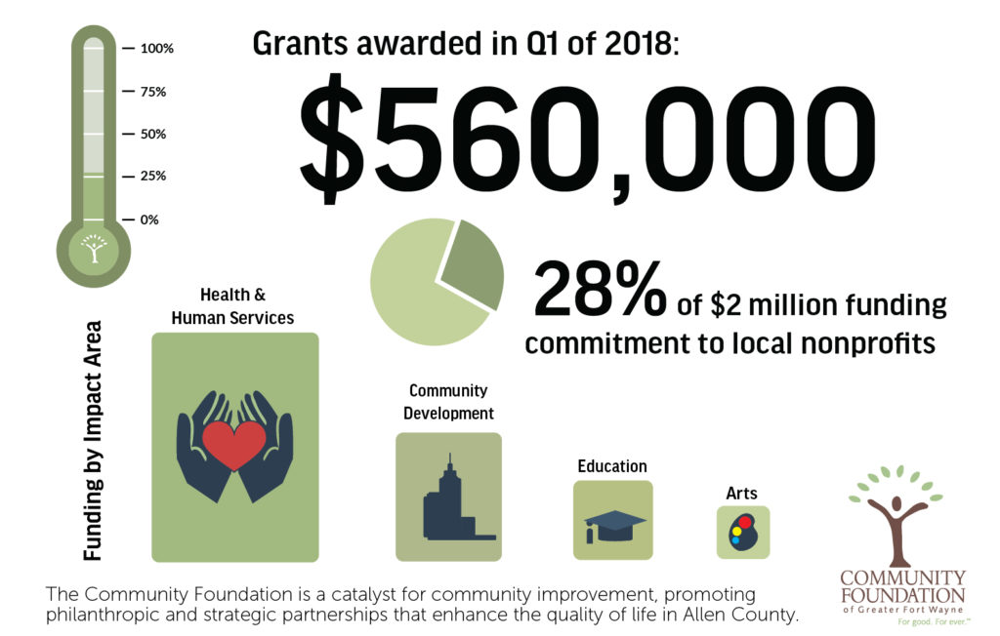 100%
75%
50%
25%
0%
Grants awarded in Q1 of 2018:
$560,000
28% of $2 million funding
commitment to local nonprofits
Funding by Impact Area
Health &
Human Services
Community
Development
Education
Arts
COMMUNITY
FOUNDATION
of Greater Fort Wayne
For good. For ever.™
The Community Foundation is a catalyst for community improvement, promoting
philanthropic and strategic partnerships that enhance the quality of life in Allen County.